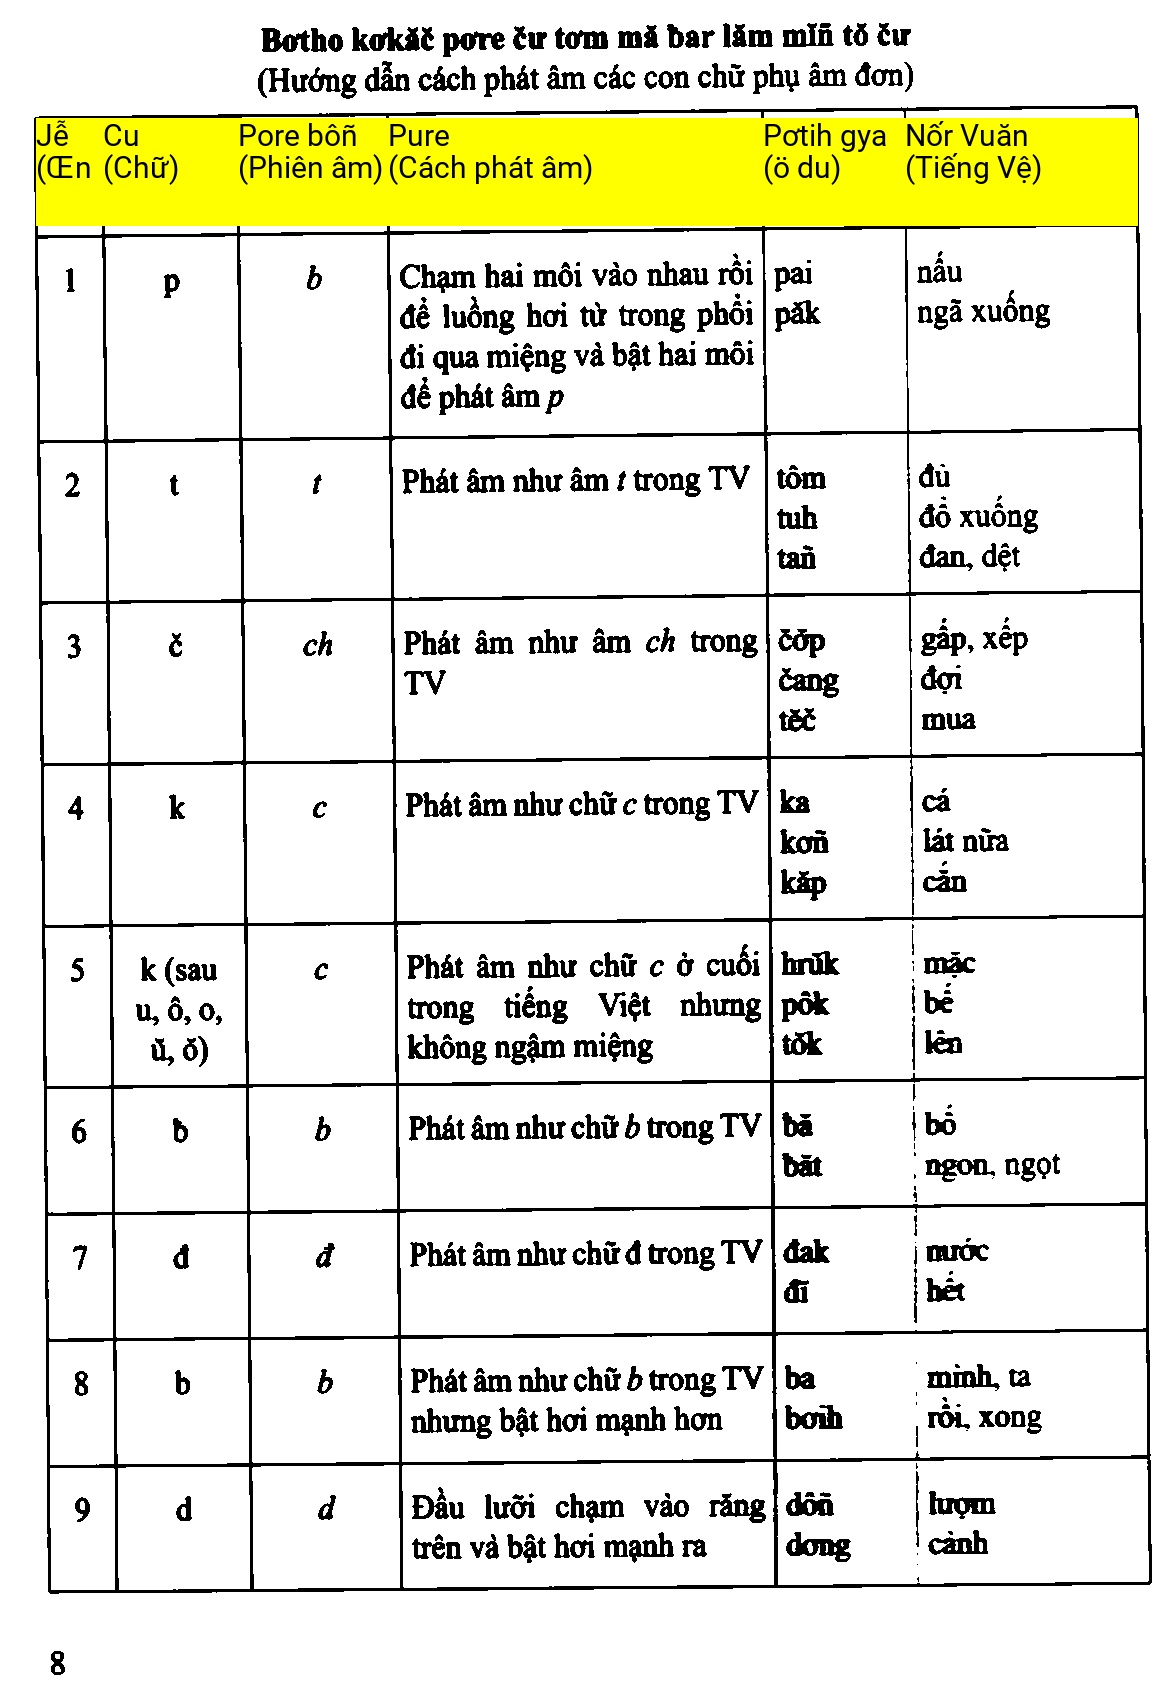 Bơtho kơkăč pơre čư tơm mă ƀar lăm mĭñ tŏ čư
(Hướng dẫn cách phát âm các con chữ phụ âm đơn)
Jễ Cu Pore bôñ Pure Pơtih gya Nốr Vuăn
(Œn (Chữ) (Phiên âm) (Cách phát âm) (ö du) (Tiếng Vệ)
1 p b Chạm hai môi vào nhau rồi pai nấu
để luồng hơi từ trong phổi păk ngã xuống
đi qua miệng và bật hai môi
để phát âm p
2 t t Phát âm như âm t trong TV tôm đủ
tuh đổ xuống
tañ đan, dệt
3 č ch Phát âm như âm ch trong čơ̆p gấp, xếp
TV čang đợi
tĕč mua
4 k c Phát âm như chữ c trong TV ka cá
kơñ lát nữa
kăp cắn
5 k (sau c Phát âm như chữ c ở cuối hrŭk mặc
u, ô, o, trong tiếng Việt nhưng pôk bế
ŭ, ŏ) không ngậm miệng tŏk lên
6 ƀ b Phát âm như chữ b trong TV ƀă bố
ƀăt ngon, ngọt
7 đ đ Phát âm như chữ đ trong TV đak nước
đĭ hết
8 b b Phát âm như chữ b trong TV ba mình, ta
nhưng bật hơi mạnh hơn bơih rồi, xong
9 d d Đầu lưỡi chạm vào răng dôñ lượm
trên và bật hơi mạnh ra dơng cành
8